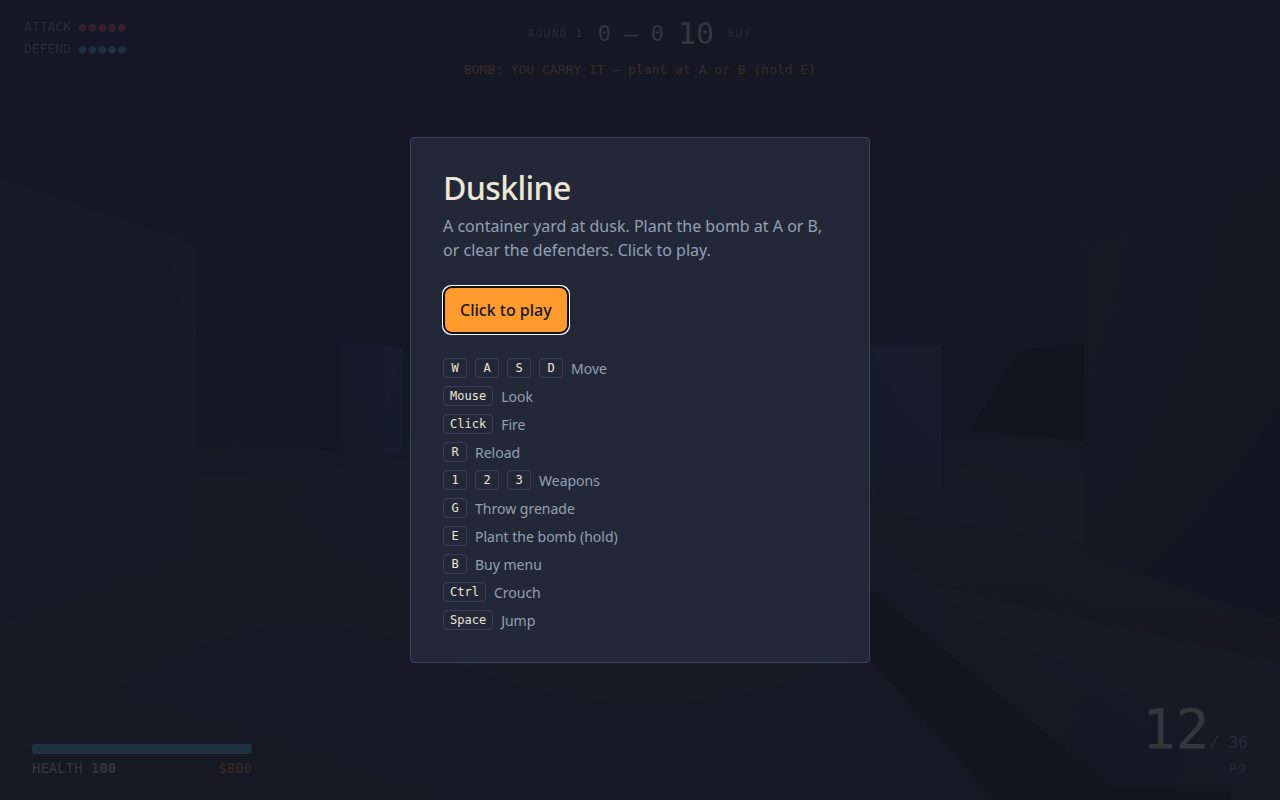 ATTACK ●●●●●
DEFEND ●●●●●
ROUND 1 0 — 0 10 BUY
BOMB: YOU CARRY IT — plant at A or B (hold E)
Duskline
A container yard at dusk. Plant the bomb at A or B,
or clear the defenders. Click to play.
Click to play
W A S D Move
Mouse Look
Click Fire
R Reload
1 2 3 Weapons
G Throw grenade
E Plant the bomb (hold)
B Buy menu
Ctrl Crouch
Space Jump
12 / 36
HEALTH 100 $800
P9